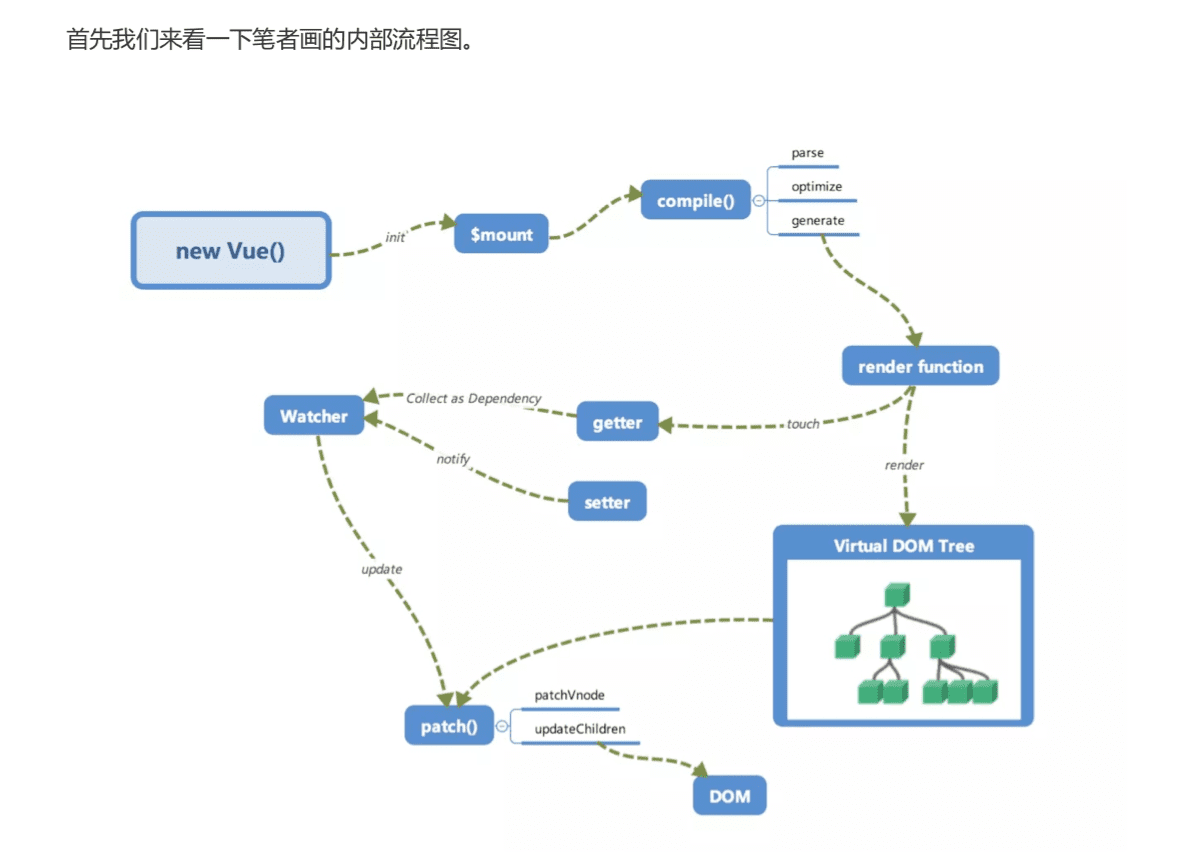 首先我们来看一下笔者画的内部流程图。
parse
optimize
generate
compile()
$mount
init
new Vue()
render function
Collect as Dependency
Watcher
getter
touch
notify
render
setter
Virtual DOM Tree
update
patchVnode
updateChildren
patch()
DOM